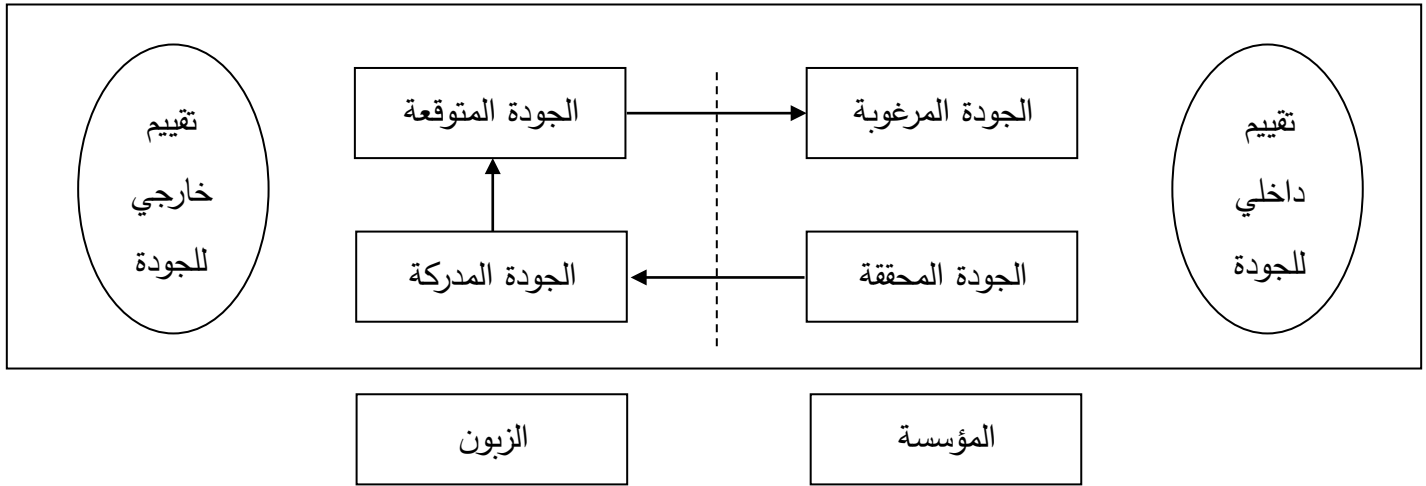 تقييم
داخلي
للجودة
الجودة المرغوبة
الجودة المتوقعة
الجودة المحققة
الجودة المدركة
تقييم
خارجي
للجودة
المؤسسة
الزبون